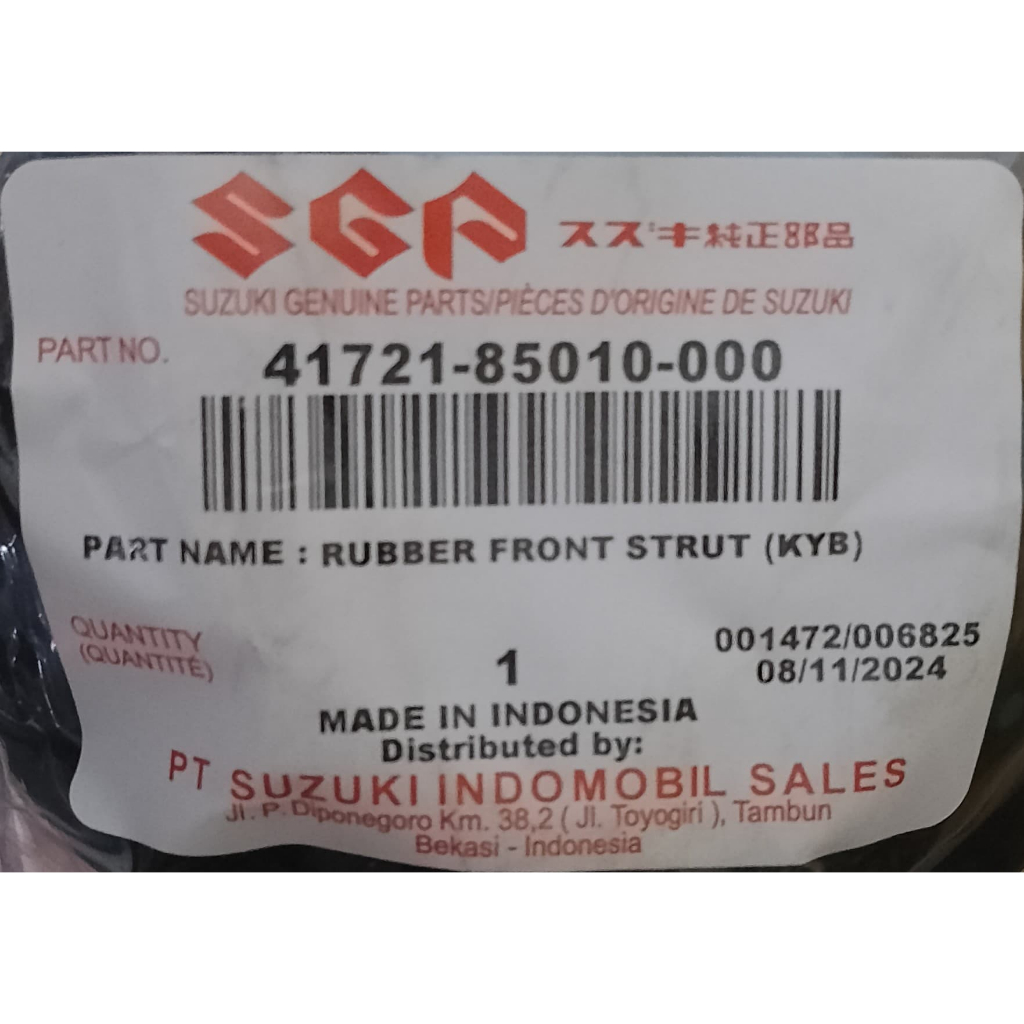 SGP スズキ純正部品
SUZUKI GENUINE PARTS/PIÈCES D'ORIGINE DE SUZUKI
PART NO. 41721-85010-000
PART NAME : RUBBER FRONT STRUT (KYB)
QUANTITY
(QUANTITÉ)
1
001472/006825
08/11/2024
MADE IN INDONESIA
Distributed by:
PT SUZUKI INDOMOBIL SALES
Jl. P. Diponegoro Km. 38,2 ( Jl. Toyogiri ), Tambun
Bekasi - Indonesia